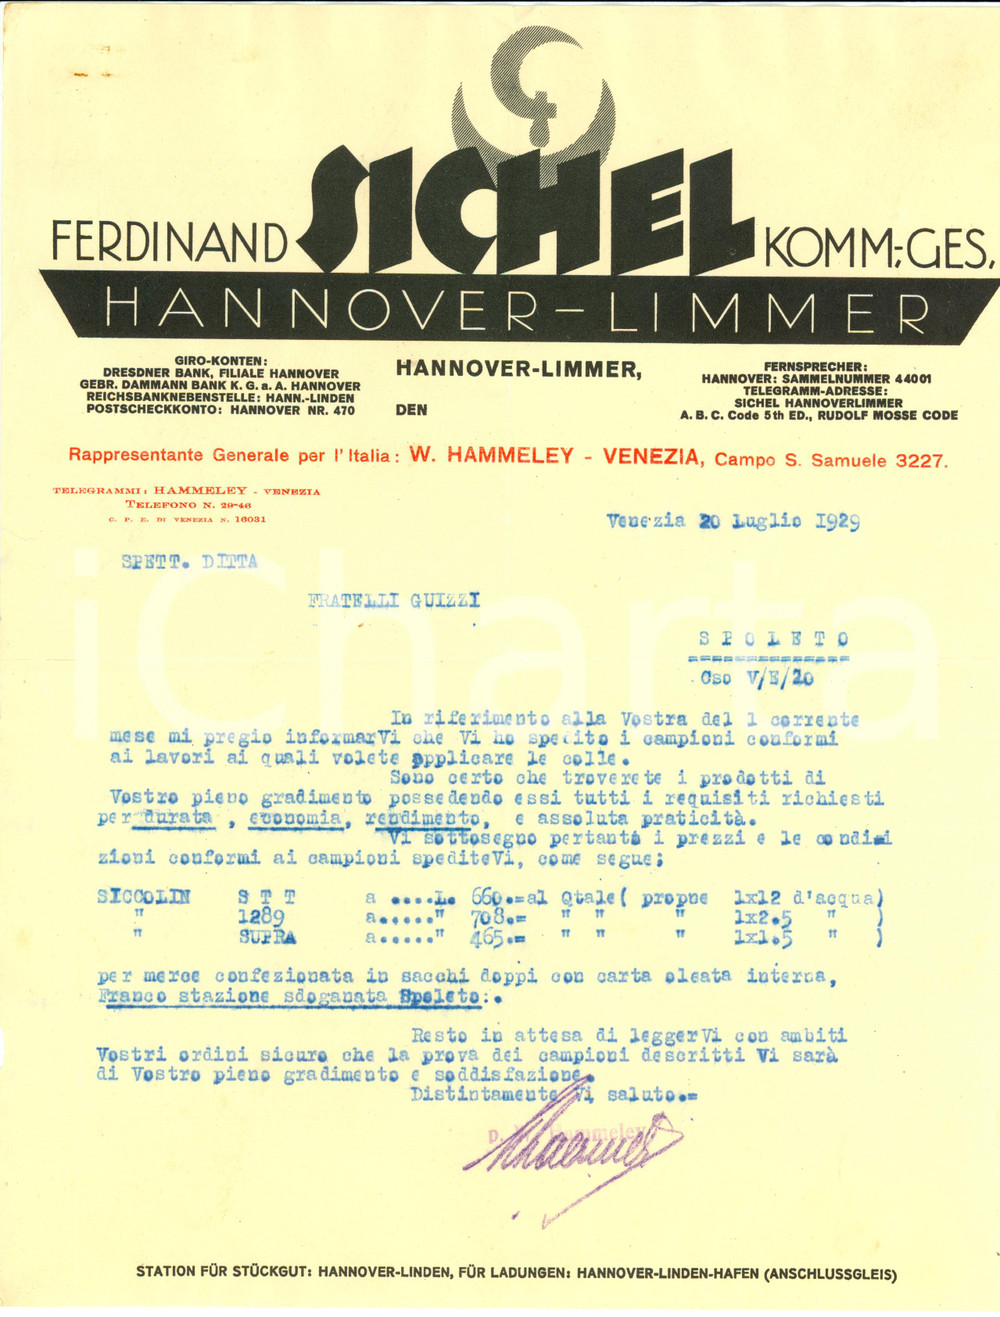 FERDINAND SICHEL KOMM.-GES.
HANNOVER-LIMMER
GIRO-KONTEN:
DRESDNER BANK, FILIALE HANNOVER
GEBR. DAMMANN BANK K. G. a. A. HANNOVER
REICHSBANKNEBENSTELLE: HANN.-LINDEN
POSTSCHECKKONTO: HANNOVER NR. 470
HANNOVER-LIMMER,
DEN
FERNSPRECHER:
HANNOVER: SAMMELNUMMER 44001
TELEGRAMM-ADRESSE:
SICHEL HANNOVERLIMMER
A. B. C. Code 5th ED., RUDOLF MOSSE CODE
Rappresentante Generale per l'Italia: W. HAMMELEY - VENEZIA, Campo S. Samuele 3227.
TELEGRAMMI: HAMMELEY - VENEZIA
TELEFONO N. 29-46
C. P. E. DI VENEZIA N. 16031
Venezia 20 Luglio 1929
SPETT. DITTA
FRATELLI GUIZZI
SPOLETO
================
Cso V/E/20
In riferimento alla Vostra del 1 corrente
mese mi pregio informarVi che Vi ho spedito i campioni conformi
ai lavori ai quali volete applicare le colle.
Sono certo che troverete i prodotti di
Vostro pieno gradimento possedendo essi tutti i requisiti richiesti
per durata , economia, rendimento, e assoluta praticità.
Vi sottosegno pertanto i prezzi e le condizi
zioni conformi ai campioni spediteVi, come segue;
SICCOLIN S T T a .....L. 660.=al Qtale( propne 1x12 d'acqua)
" 1289 a......" 708.= " " " 1x2.5 " )
" SUPRA a......" 465.= " " " 1x1.5 " )
per merce confezionata in sacchi doppi con carta oleata interna,
Franco stazione sdoganata Spoleto:.
Resto in attesa di leggerVi con ambiti
Vostri ordini sicuro che la prova dei campioni descritti Vi sarà
di Vostro pieno gradimento e soddisfazione.
Distintamente Vi saluto.=
Hammeley
STATION FÜR STÜCKGUT: HANNOVER-LINDEN, FÜR LADUNGEN: HANNOVER-LINDEN-HAFEN (ANSCHLUSSGLEIS)
iCharta